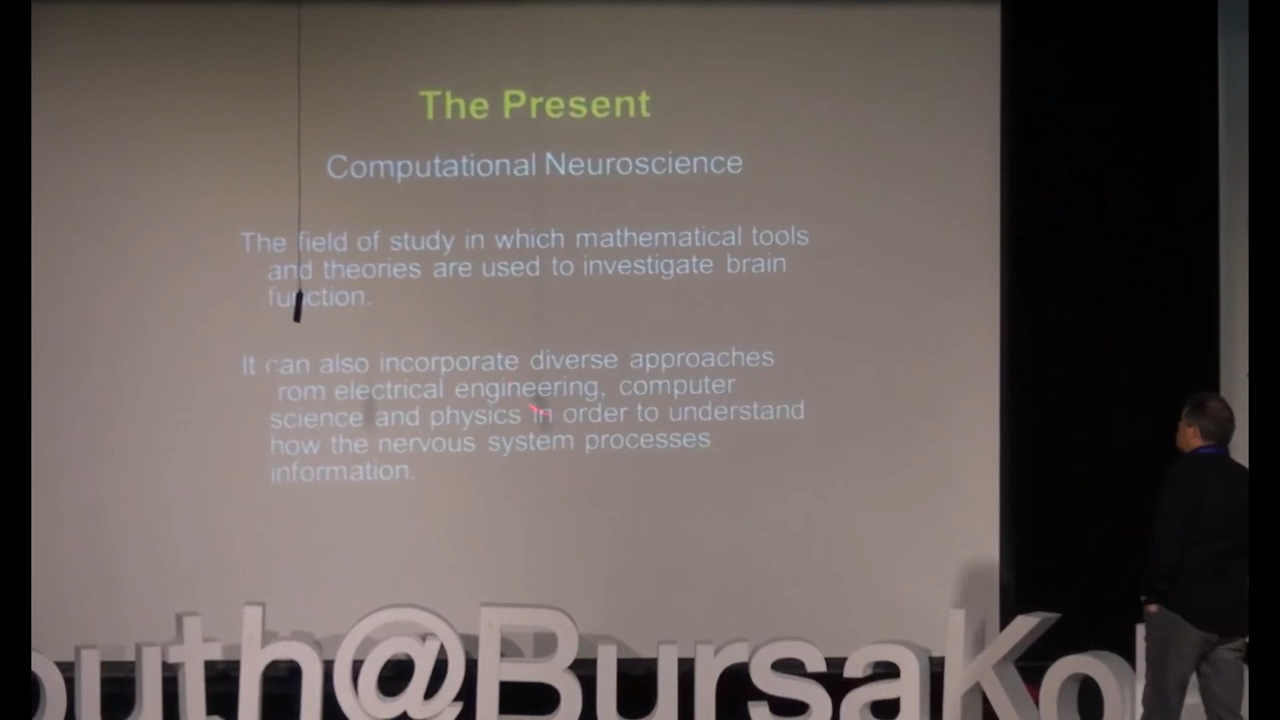 The Present
Computational Neuroscience
The field of study in which mathematical tools
and theories are used to investigate brain
function.
It can also incorporate diverse approaches
rom electrical engineering, computer
science and physics in order to understand
how the nervous system processes
information.
outh@BursaKo